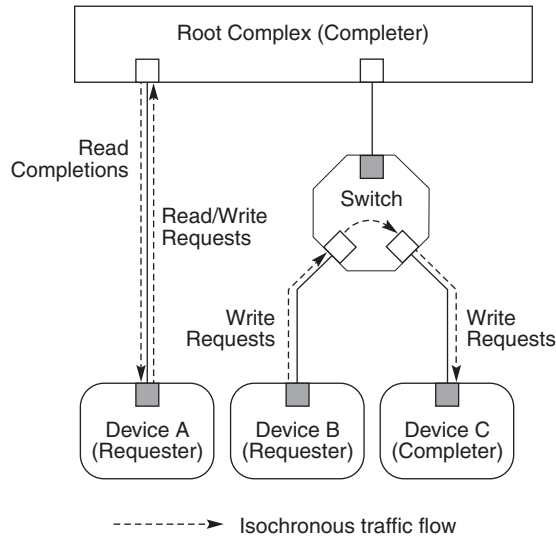 Root Complex (Completer)
Read
Completions
Read/Write
Requests
Switch
Write
Requests
Write
Requests
Device A
(Requester)
Device B
(Requester)
Device C
(Completer)
Isochronous traffic flow